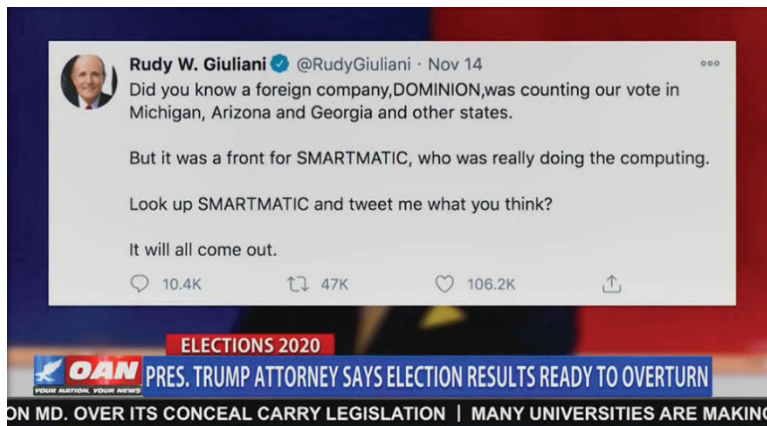 Rudy W. Giuliani @RudyGiuliani · Nov 14
Did you know a foreign company,DOMINION,was counting our vote in
Michigan, Arizona and Georgia and other states.
But it was a front for SMARTMATIC, who was really doing the computing.
Look up SMARTMATIC and tweet me what you think?
It will all come out.
10.4K 47K 106.2K
ELECTIONS 2020
OAN
YOUR NATION, YOUR NEWS
PRES. TRUMP ATTORNEY SAYS ELECTION RESULTS READY TO OVERTURN
ON MD. OVER ITS CONCEAL CARRY LEGISLATION | MANY UNIVERSITIES ARE MAKING